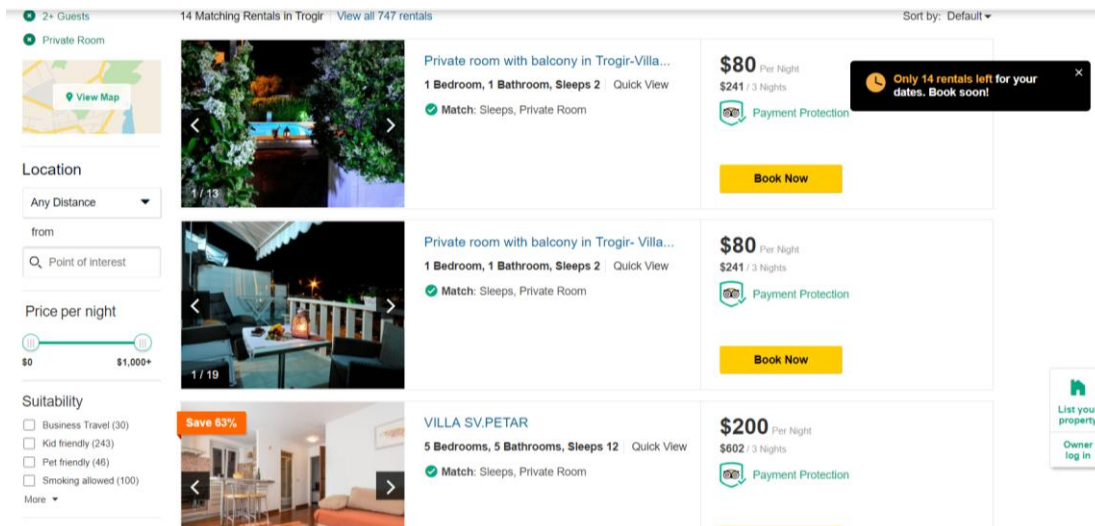 2+ Guests
Private Room
View Map
Location
Any Distance
from
Point of interest
Price per night
$0 $1,000+
Suitability
Business Travel (30)
Kid friendly (243)
Pet friendly (46)
Smoking allowed (100)
More
14 Matching Rentals in Trogir View all 747 rentals
Sort by: Default
1 / 13
Private room with balcony in Trogir-Villa...
1 Bedroom, 1 Bathroom, Sleeps 2 Quick View
Match: Sleeps, Private Room
$80 Per Night
$241 / 3 Nights
Payment Protection
Book Now
Only 14 rentals left for your
dates. Book soon!
1 / 19
Private room with balcony in Trogir- Villa...
1 Bedroom, 1 Bathroom, Sleeps 2 Quick View
Match: Sleeps, Private Room
$80 Per Night
$241 / 3 Nights
Payment Protection
Book Now
Save 63%
VILLA SV.PETAR
5 Bedrooms, 5 Bathrooms, Sleeps 12 Quick View
Match: Sleeps, Private Room
$200 Per Night
$602 / 3 Nights
Payment Protection
List you
property
Owner
log in